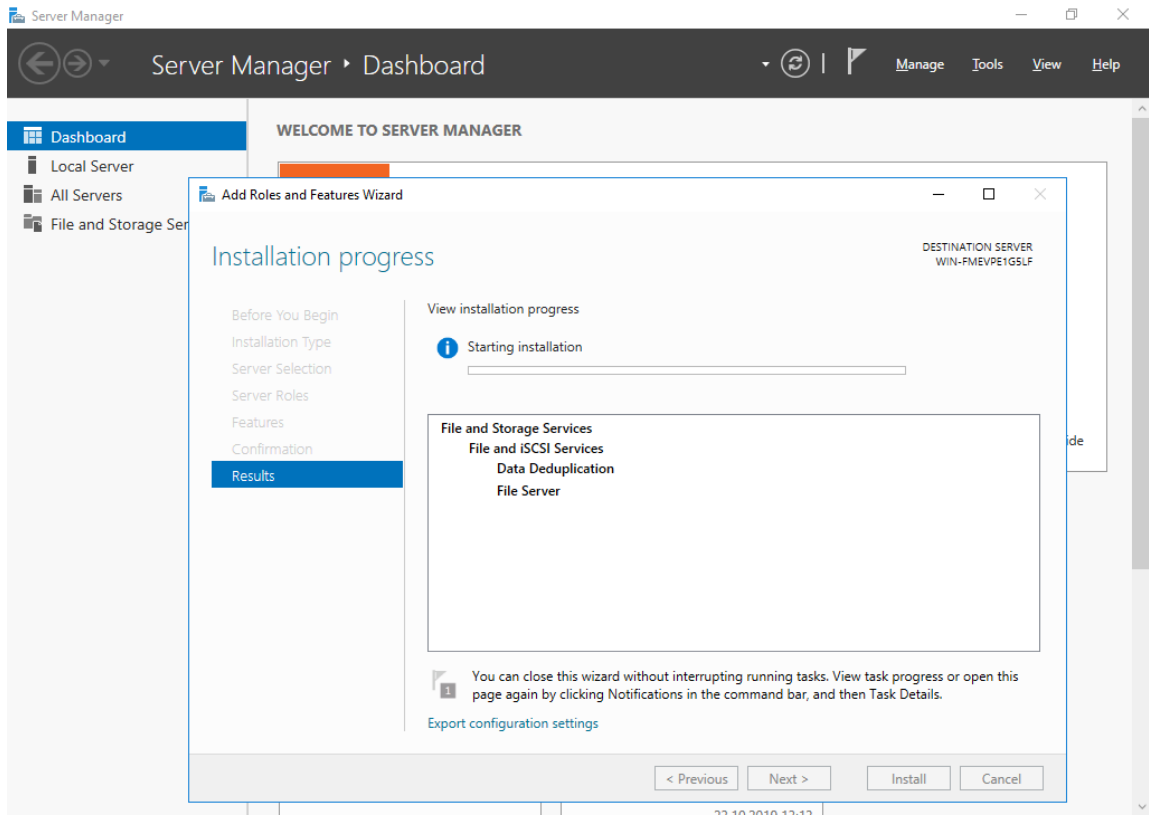 Server Manager
Server Manager ‣ Dashboard
Manage
Tools
View
Help
Dashboard
Local Server
All Servers
File and Storage Ser
WELCOME TO SERVER MANAGER
Add Roles and Features Wizard
Installation progress
DESTINATION SERVER
WIN-FMEVPE1G5LF
Before You Begin
Installation Type
Server Selection
Server Roles
Features
Confirmation
Results
View installation progress
Starting installation
File and Storage Services
File and iSCSI Services
Data Deduplication
File Server
ide
1
You can close this wizard without interrupting running tasks. View task progress or open this
page again by clicking Notifications in the command bar, and then Task Details.
Export configuration settings
< Previous
Next >
Install
Cancel